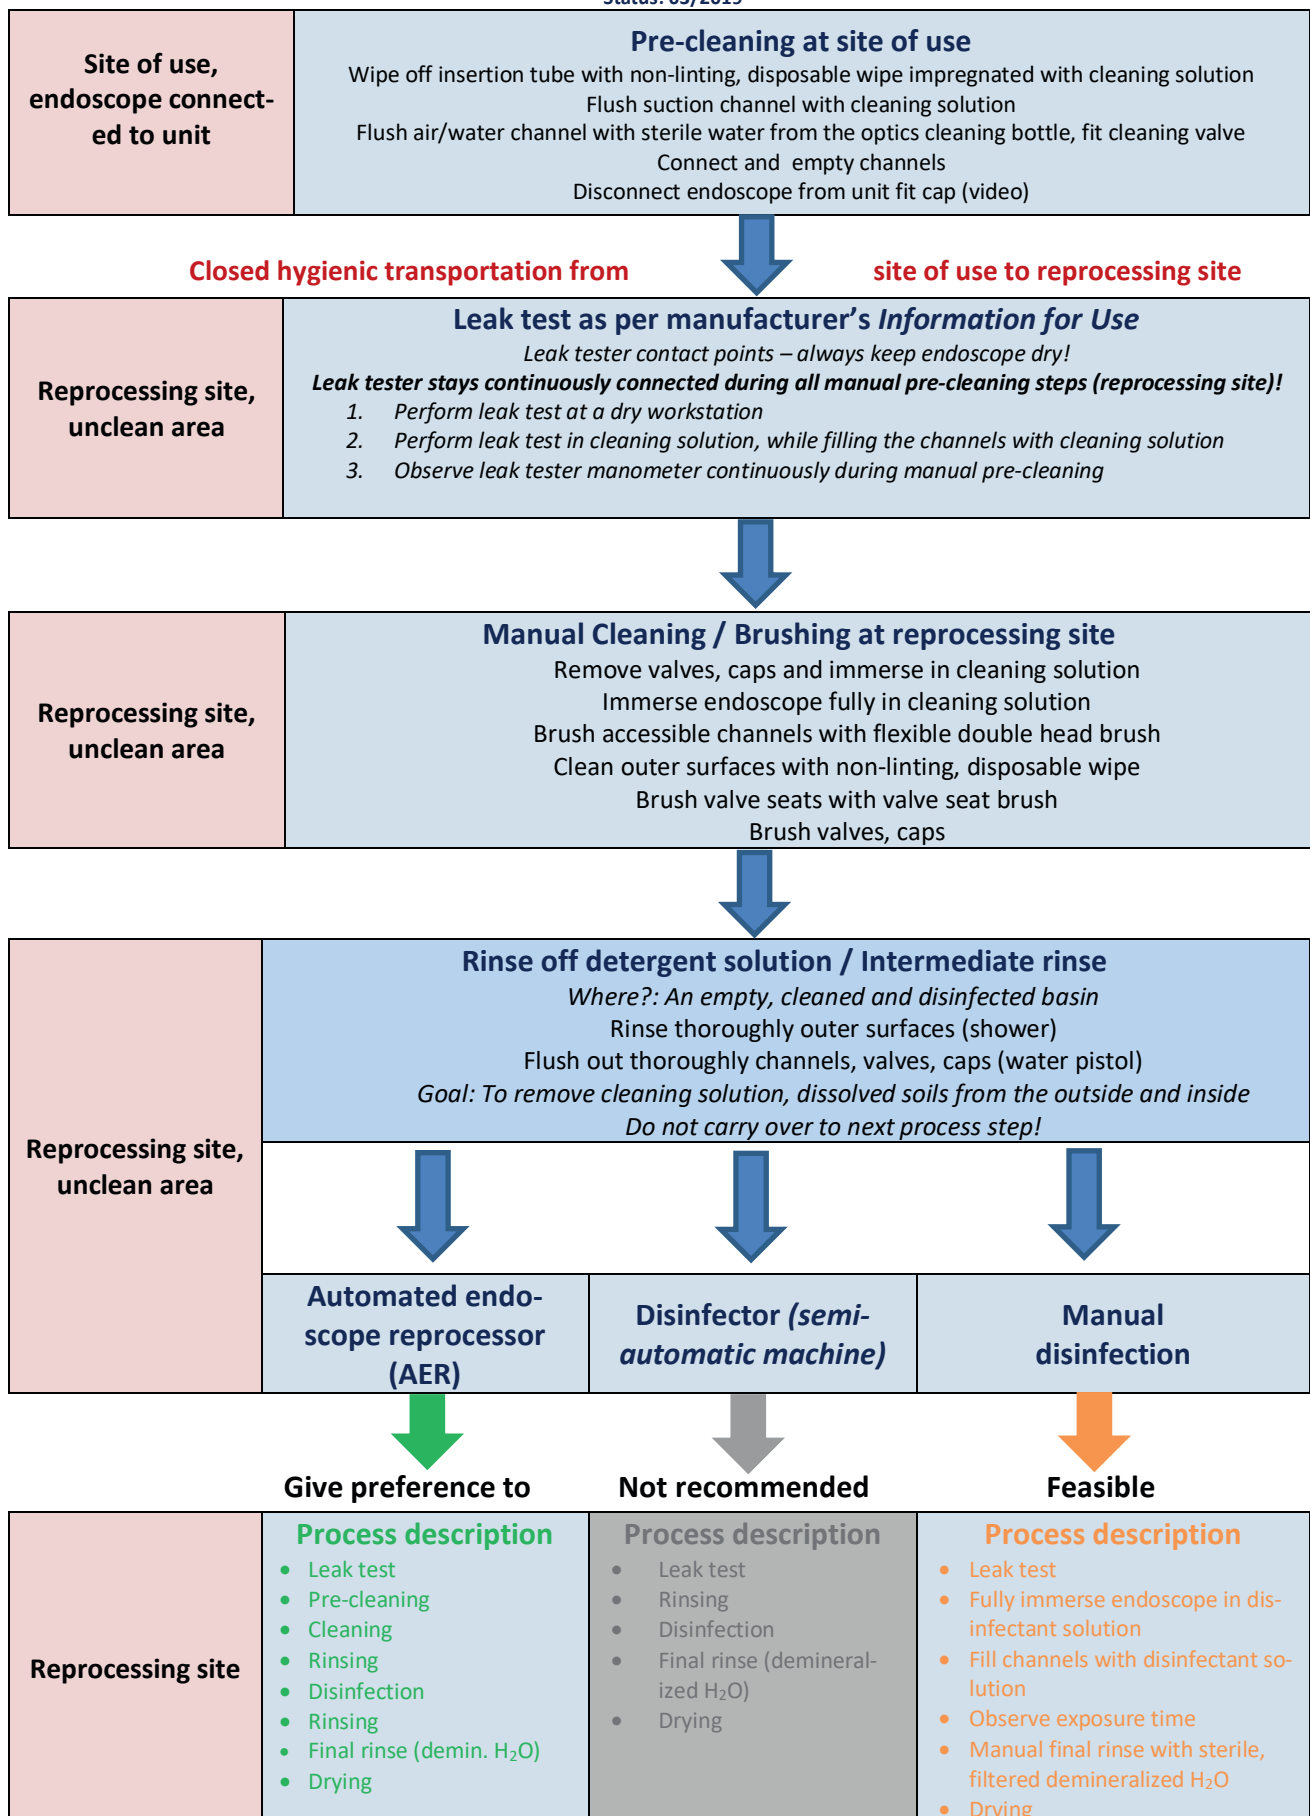 Status: 03/2019
Site of use,
endoscope connect-
ed to unit
Pre-cleaning at site of use
Wipe off insertion tube with non-linting, disposable wipe impregnated with cleaning solution
Flush suction channel with cleaning solution
Flush air/water channel with sterile water from the optics cleaning bottle, fit cleaning valve
Connect and empty channels
Disconnect endoscope from unit fit cap (video)
Closed hygienic transportation from site of use to reprocessing site
Reprocessing site,
unclean area
Leak test as per manufacturer’s Information for Use
Leak tester contact points – always keep endoscope dry!
Leak tester stays continuously connected during all manual pre-cleaning steps (reprocessing site)!
1. Perform leak test at a dry workstation
2. Perform leak test in cleaning solution, while filling the channels with cleaning solution
3. Observe leak tester manometer continuously during manual pre-cleaning
Reprocessing site,
unclean area
Manual Cleaning / Brushing at reprocessing site
Remove valves, caps and immerse in cleaning solution
Immerse endoscope fully in cleaning solution
Brush accessible channels with flexible double head brush
Clean outer surfaces with non-linting, disposable wipe
Brush valve seats with valve seat brush
Brush valves, caps
Reprocessing site,
unclean area
Rinse off detergent solution / Intermediate rinse
Where?: An empty, cleaned and disinfected basin
Rinse thoroughly outer surfaces (shower)
Flush out thoroughly channels, valves, caps (water pistol)
Goal: To remove cleaning solution, dissolved soils from the outside and inside
Do not carry over to next process step!
Automated endo-
scope reprocessor
(AER)
Disinfector (semi-
automatic machine)
Manual
disinfection
Give preference to
Not recommended
Feasible
Reprocessing site
Process description
• Leak test
• Pre-cleaning
• Cleaning
• Rinsing
• Disinfection
• Rinsing
• Final rinse (demin. H₂O)
• Drying
Process description
• Leak test
• Rinsing
• Disinfection
• Final rinse (demineral-
ized H₂O)
• Drying
Process description
• Leak test
• Fully immerse endoscope in dis-
infectant solution
• Fill channels with disinfectant so-
lution
• Observe exposure time
• Manual final rinse with sterile,
filtered demineralized H₂O
• Drying